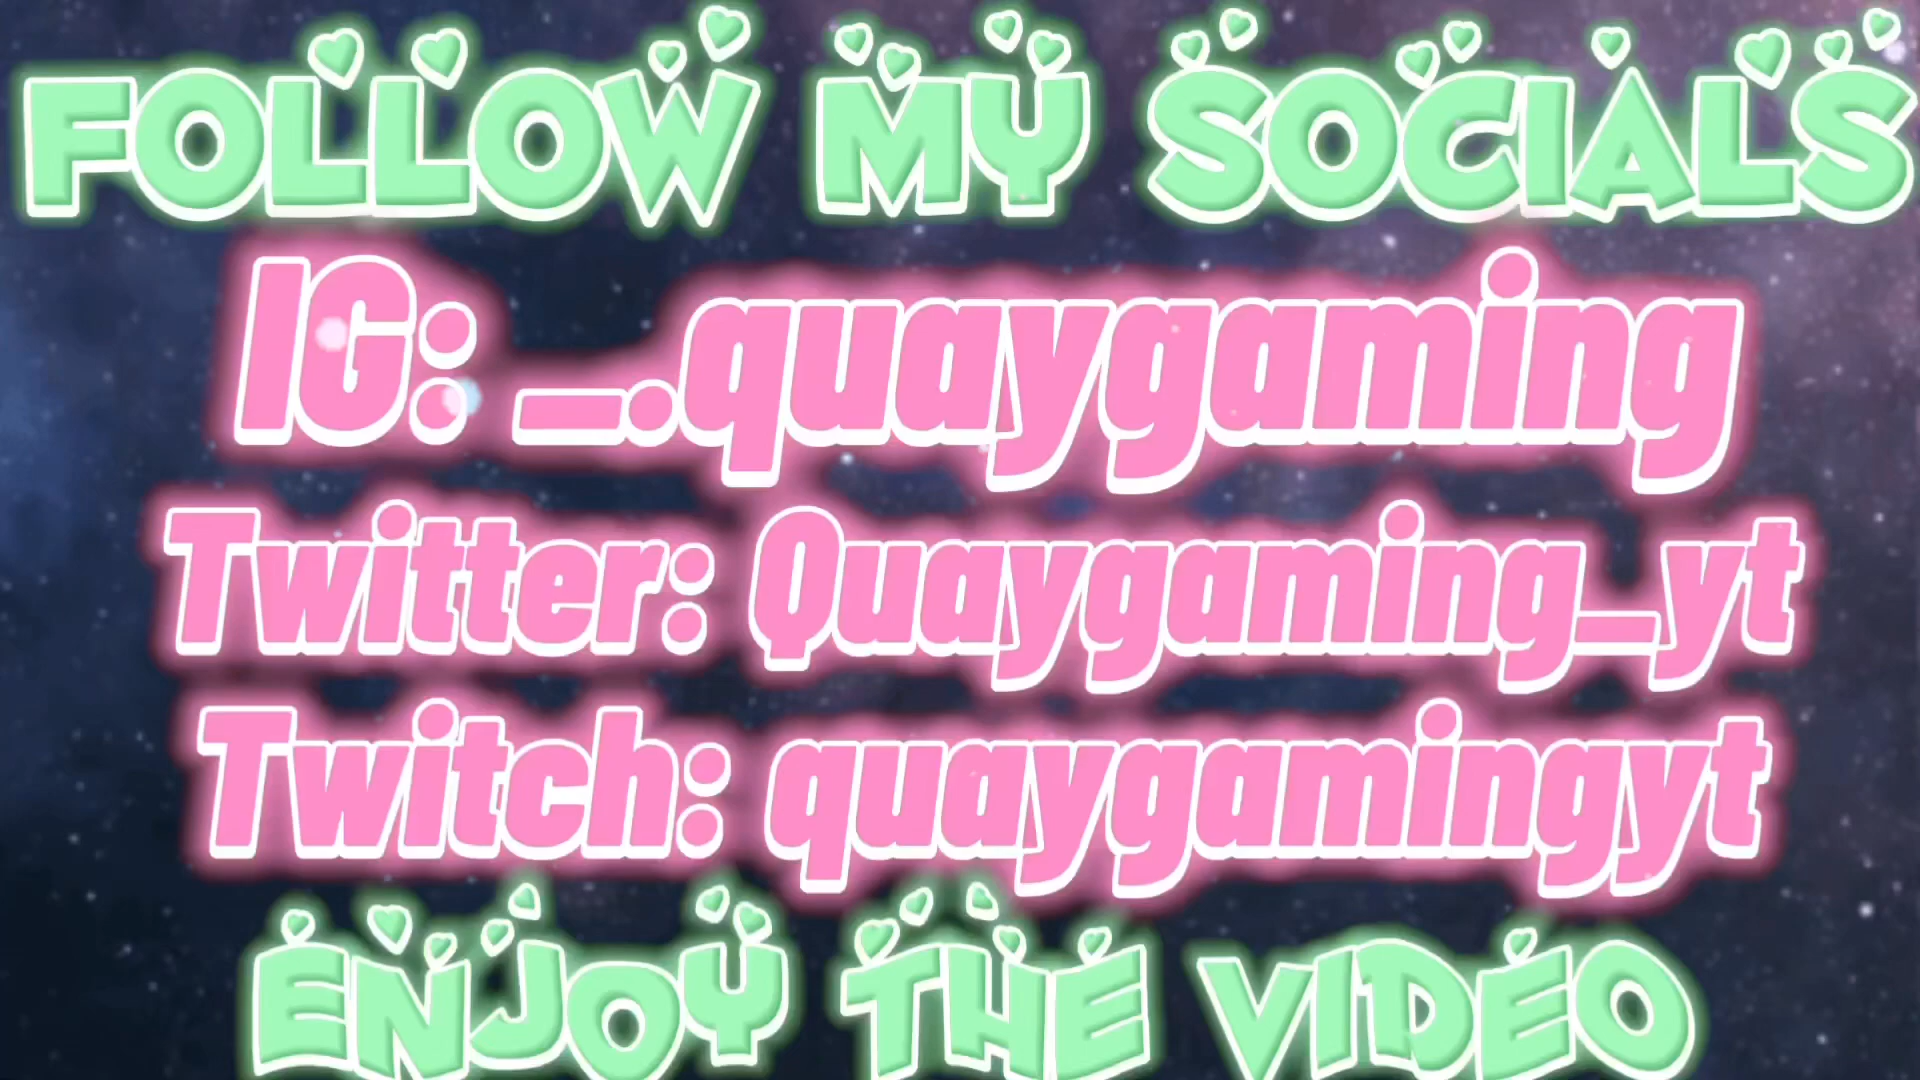 FOLLOW MY SOCIALS
IG: _.quaygaming
Twitter: Quaygaming_yt
Twitch: quaygamingyt
ENJOY THE VIDEO